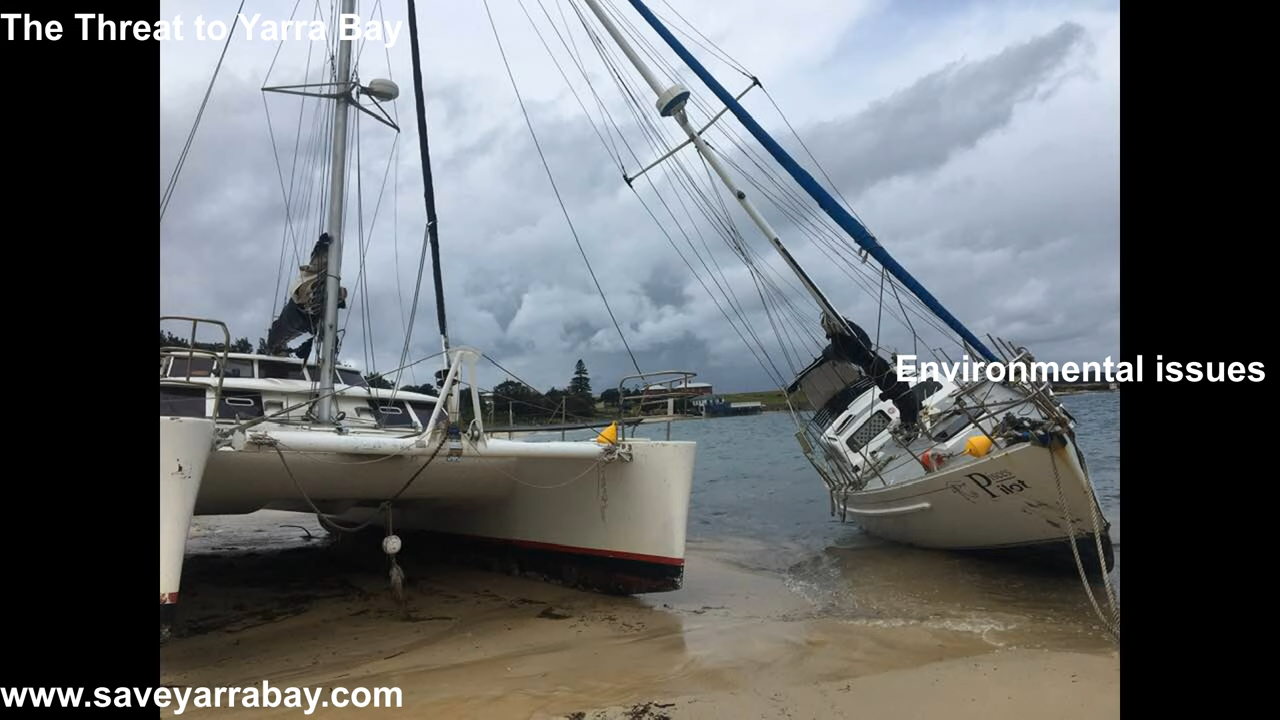 The Threat to Yarra Bay
Environmental issues
Pilot
www.saveyarrabay.com